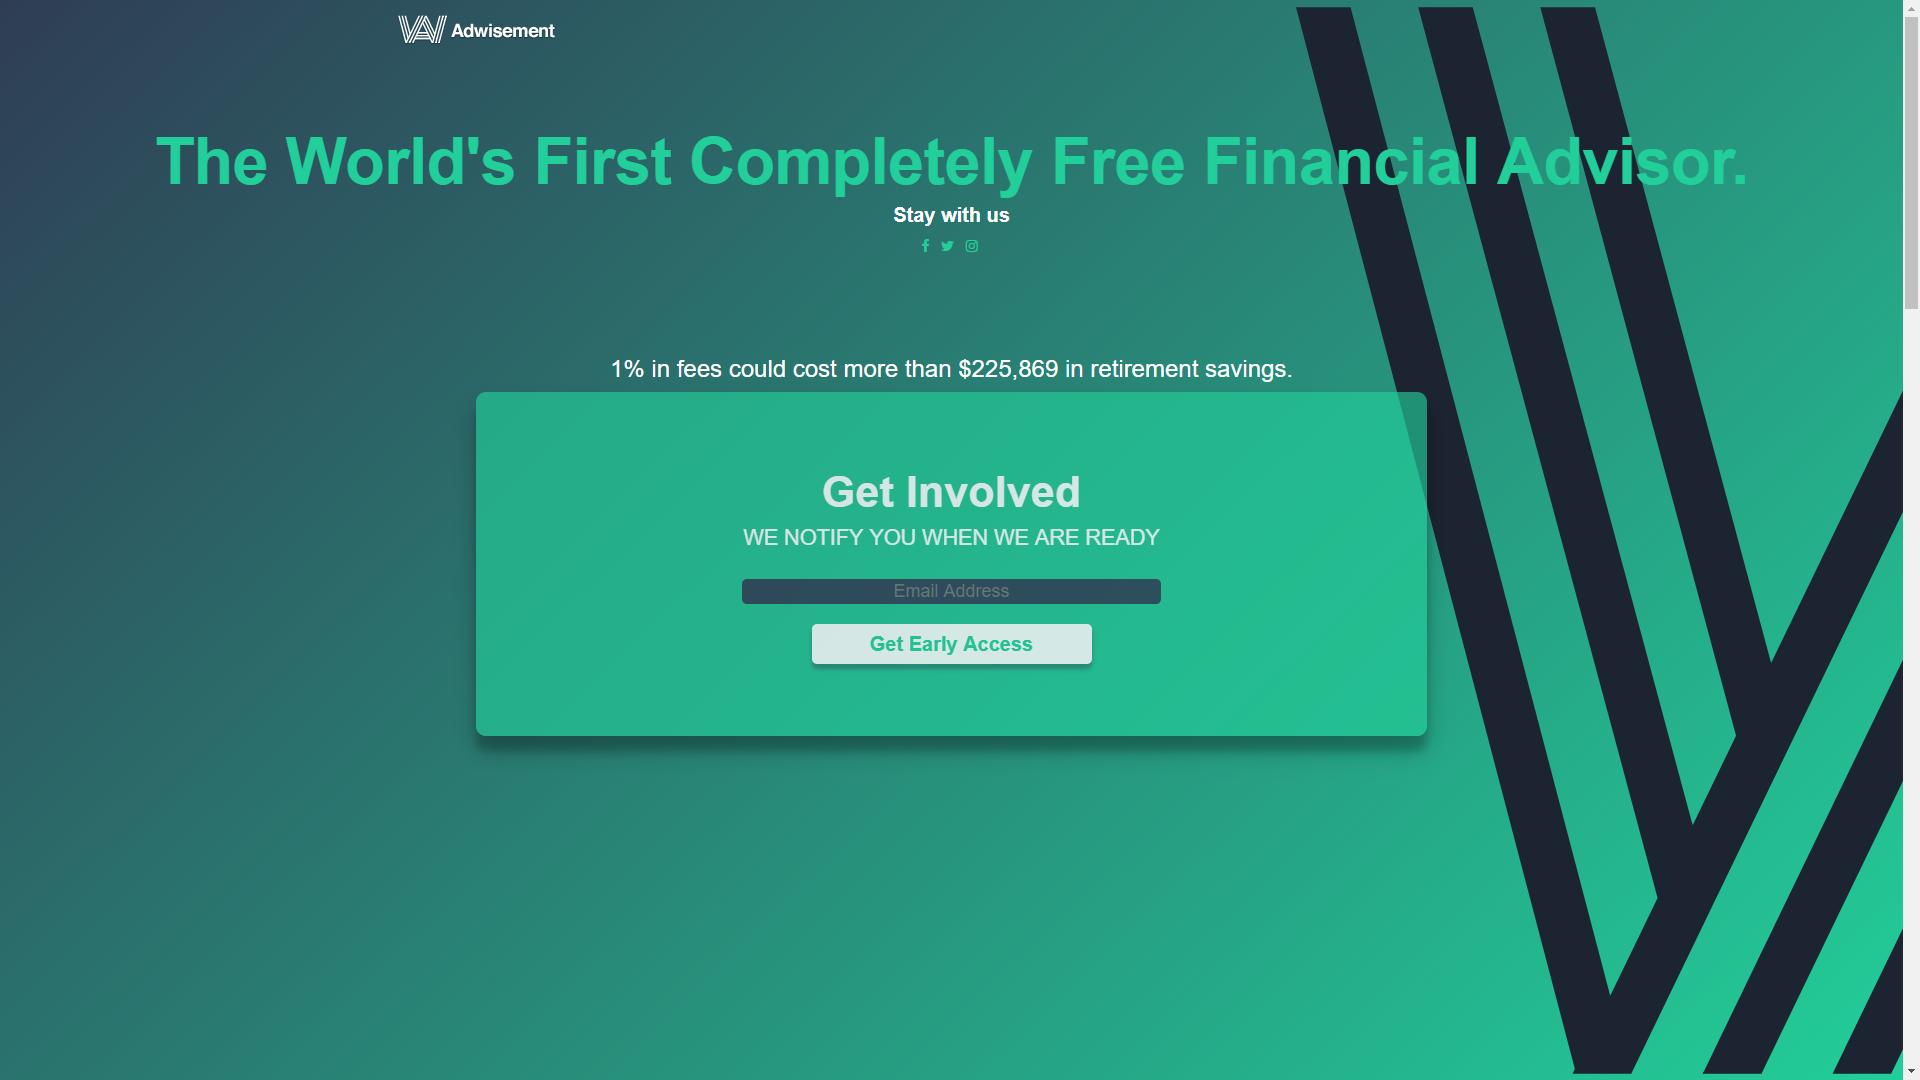 Adwisement
The World's First Completely Free Financial Advisor.
Stay with us
1% in fees could cost more than $225,869 in retirement savings.
Get Involved
WE NOTIFY YOU WHEN WE ARE READY
Email Address
Get Early Access